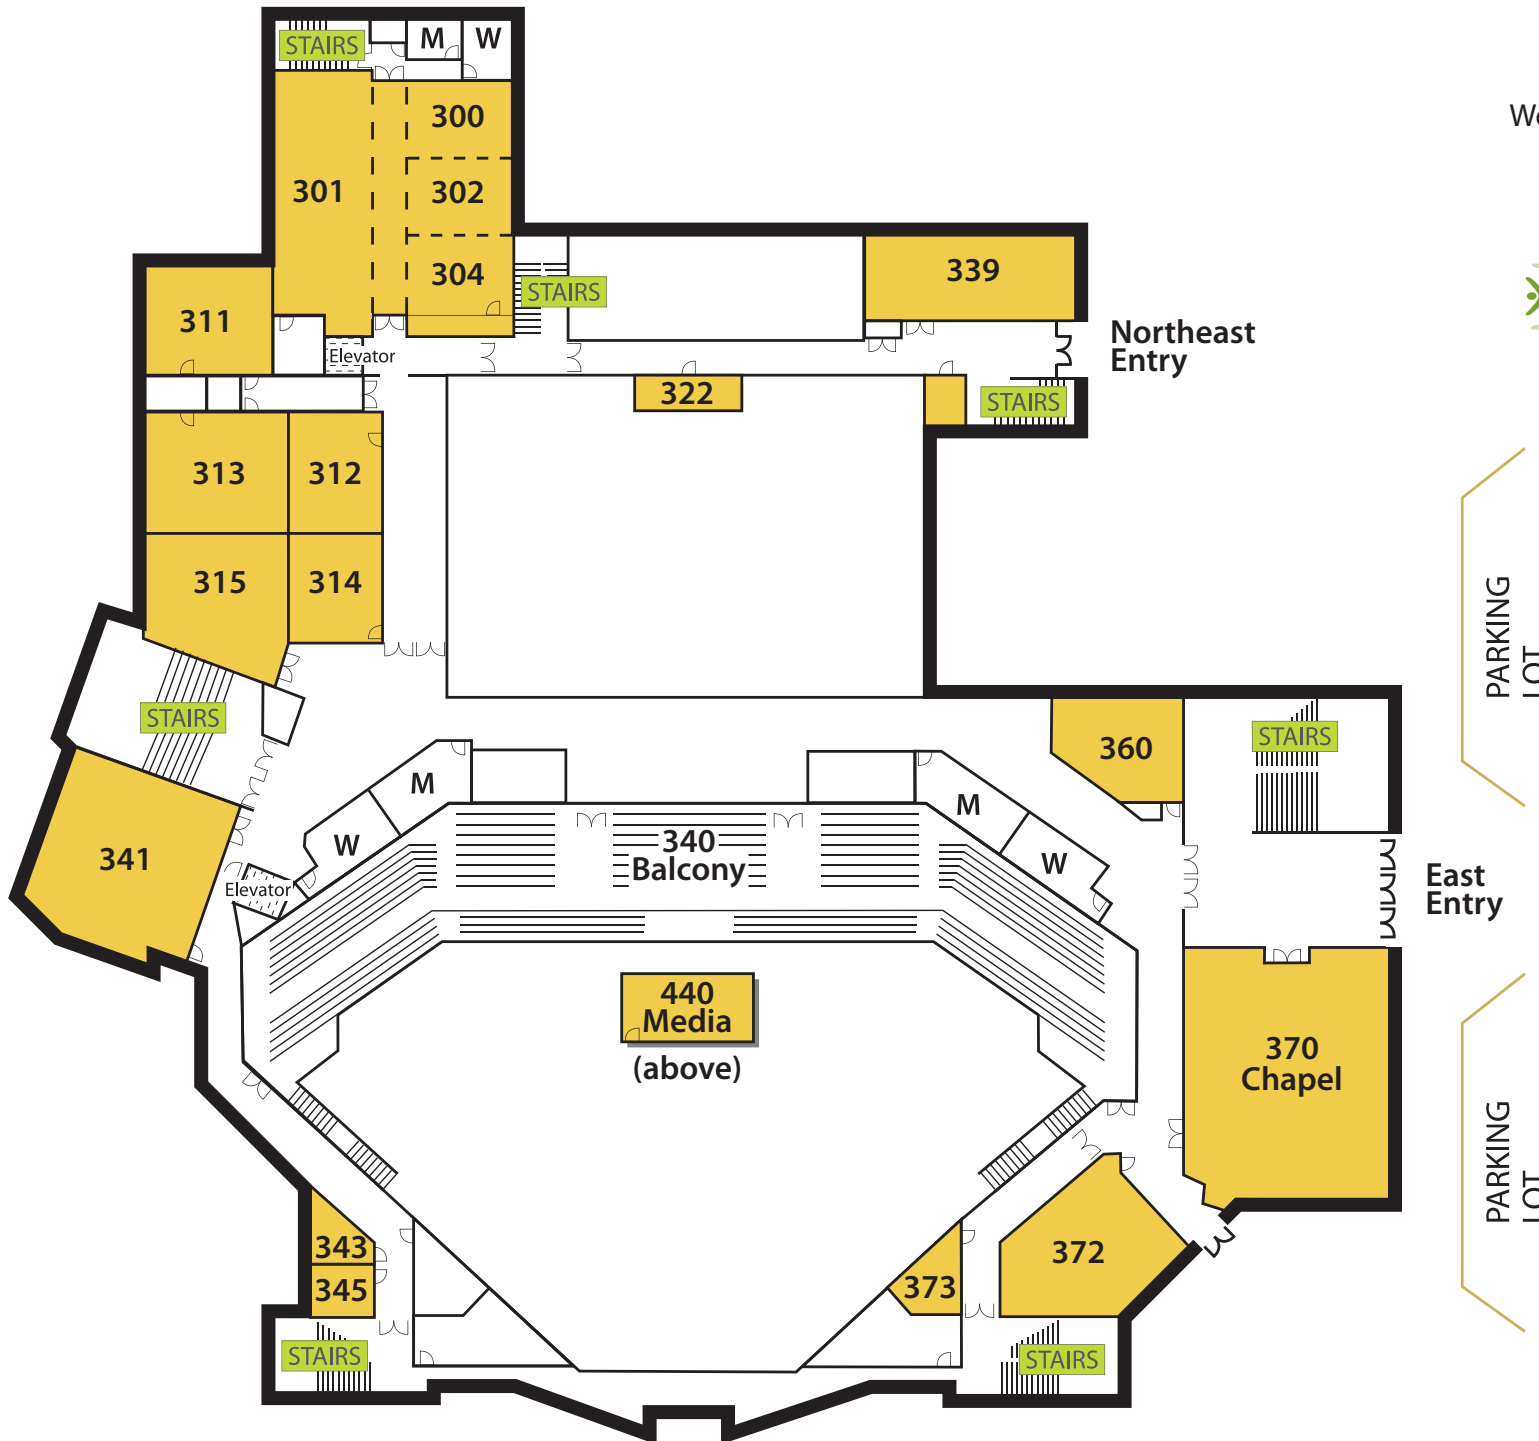 STAIRS
M
W
300
301
302
304
STAIRS
339
311
Elevator
Northeast
Entry
322
STAIRS
313
312
315
314
PARKING
LOT
STAIRS
360
STAIRS
M
W
M
W
340
Balcony
341
Elevator
East
Entry
440
Media
(above)
370
Chapel
PARKING
LOT
343
345
372
373
STAIRS
STAIRS